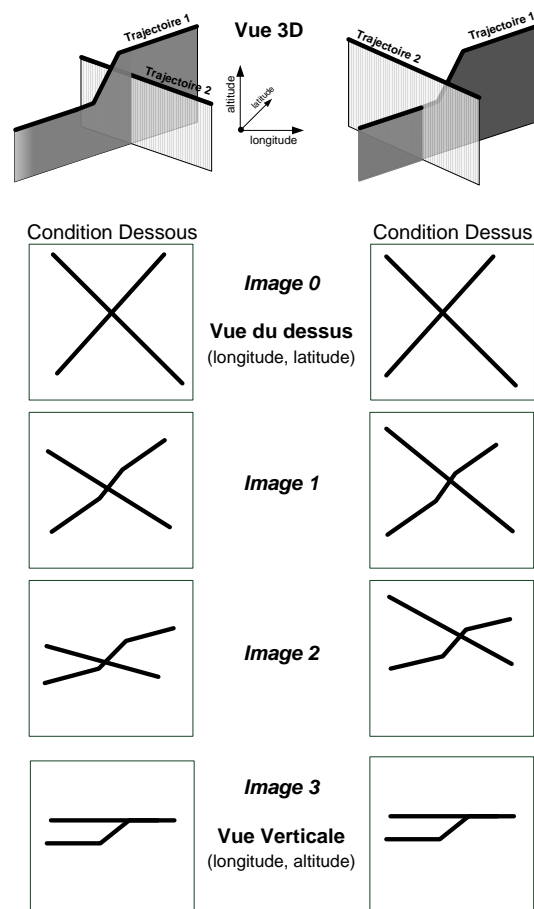 Trajectoire 1
Vue 3D
Trajectoire 2
altitude
latitude
longitude
Trajectoire 1
Trajectoire 2
Condition Dessous
Condition Dessus
Image 0
Vue du dessus
(longitude, latitude)
Image 1
Image 2
Image 3
Vue Verticale
(longitude, altitude)